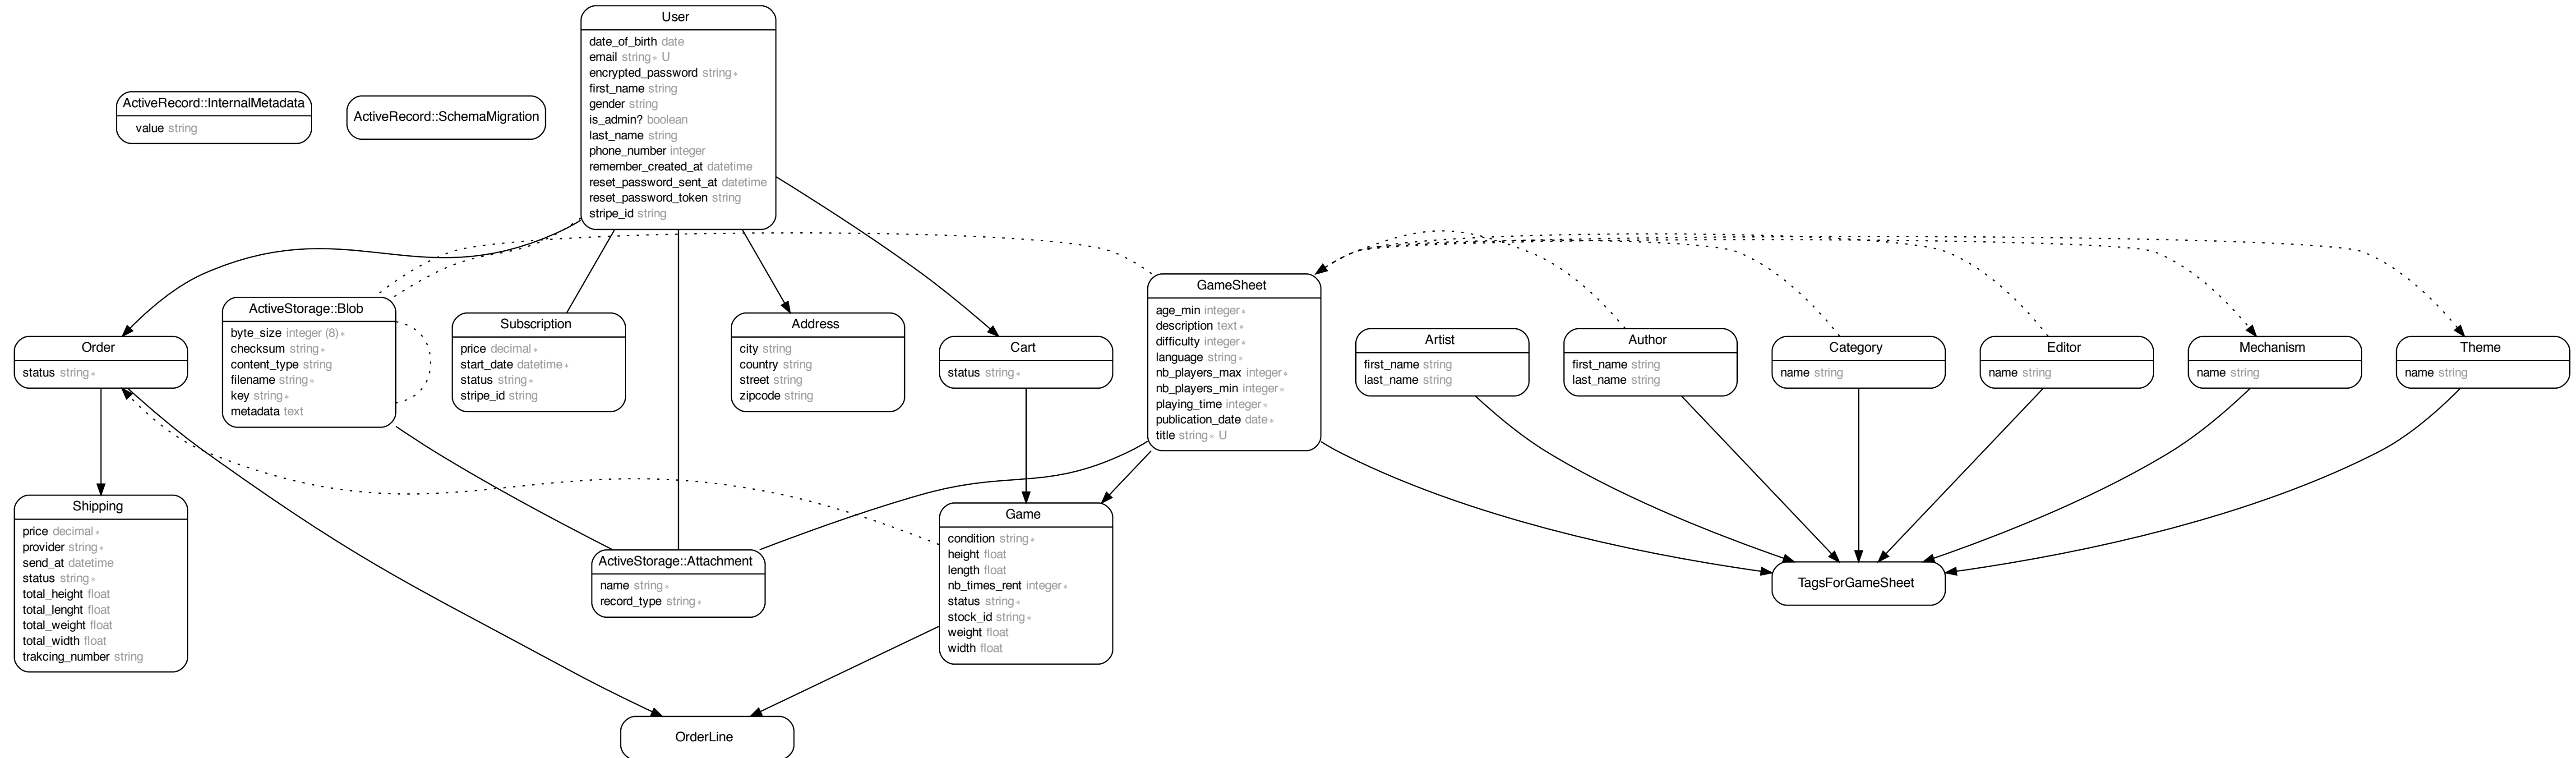 User
date_of_birth date
email string∗ U
encrypted_password string∗
first_name string
gender string
is_admin? boolean
last_name string
phone_number integer
remember_created_at datetime
reset_password_sent_at datetime
reset_password_token string
stripe_id string
ActiveRecord::InternalMetadata
value string
ActiveRecord::SchemaMigration
Order
status string∗
ActiveStorage::Blob
byte_size integer (8)∗
checksum string∗
content_type string
filename string∗
key string∗
metadata text
Subscription
price decimal∗
start_date datetime∗
status string∗
stripe_id string
Address
city string
country string
street string
zipcode string
Cart
status string∗
GameSheet
age_min integer∗
description text∗
difficulty integer∗
language string∗
nb_players_max integer∗
nb_players_min integer∗
playing_time integer∗
publication_date date∗
title string∗ U
Artist
first_name string
last_name string
Author
first_name string
last_name string
Category
name string
Editor
name string
Mechanism
name string
Theme
name string
Shipping
price decimal∗
provider string∗
send_at datetime
status string∗
total_height float
total_lenght float
total_weight float
total_width float
trakcing_number string
ActiveStorage::Attachment
name string∗
record_type string∗
Game
condition string∗
height float
length float
nb_times_rent integer∗
status string∗
stock_id string∗
weight float
width float
TagsForGameSheet
OrderLine